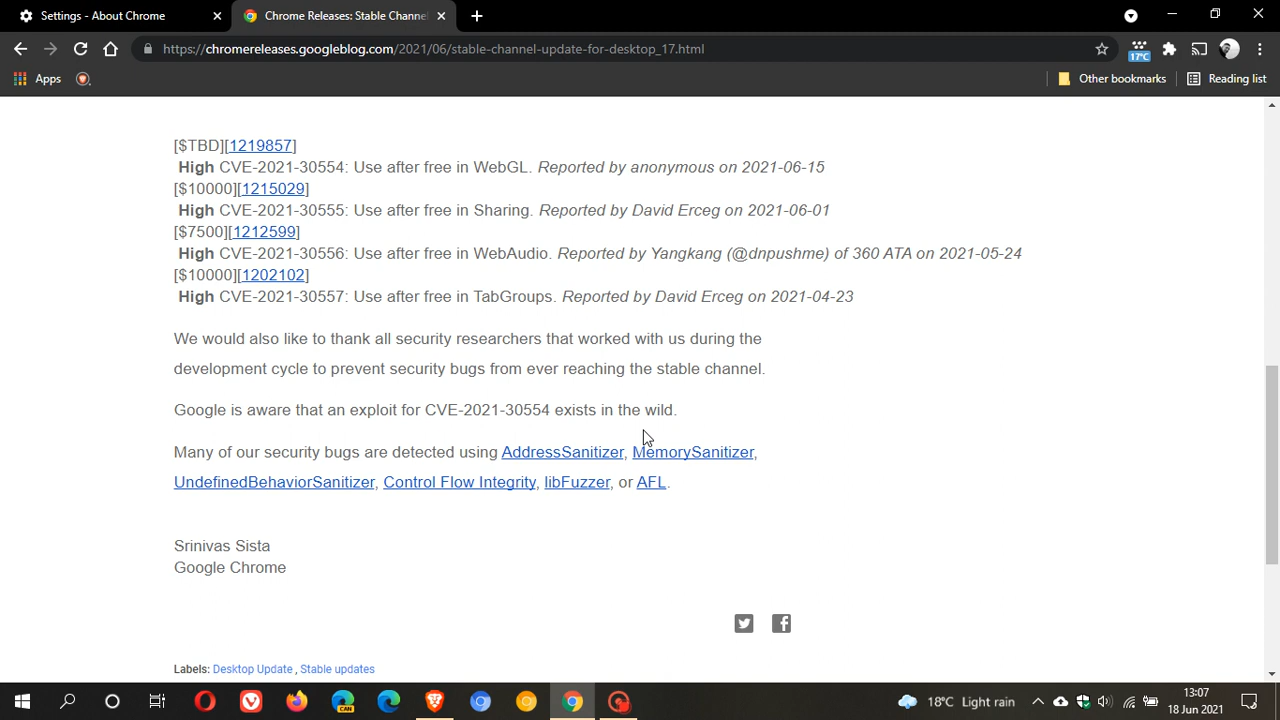 Settings - About Chrome
Chrome Releases: Stable Channel
https://chromereleases.googleblog.com/2021/06/stable-channel-update-for-desktop_17.html
17°C
Apps
Other bookmarks
Reading list
[$TBD][1219857]
High CVE-2021-30554: Use after free in WebGL. Reported by anonymous on 2021-06-15
[$10000][1215029]
High CVE-2021-30555: Use after free in Sharing. Reported by David Erceg on 2021-06-01
[$7500][1212599]
High CVE-2021-30556: Use after free in WebAudio. Reported by Yangkang (@dnpushme) of 360 ATA on 2021-05-24
[$10000][1202102]
High CVE-2021-30557: Use after free in TabGroups. Reported by David Erceg on 2021-04-23
We would also like to thank all security researchers that worked with us during the
development cycle to prevent security bugs from ever reaching the stable channel.
Google is aware that an exploit for CVE-2021-30554 exists in the wild.
Many of our security bugs are detected using AddressSanitizer, MemorySanitizer,
UndefinedBehaviorSanitizer, Control Flow Integrity, libFuzzer, or AFL.
Srinivas Sista
Google Chrome
Labels: Desktop Update , Stable updates
CAN
18°C Light rain
13:07
18 Jun 2021